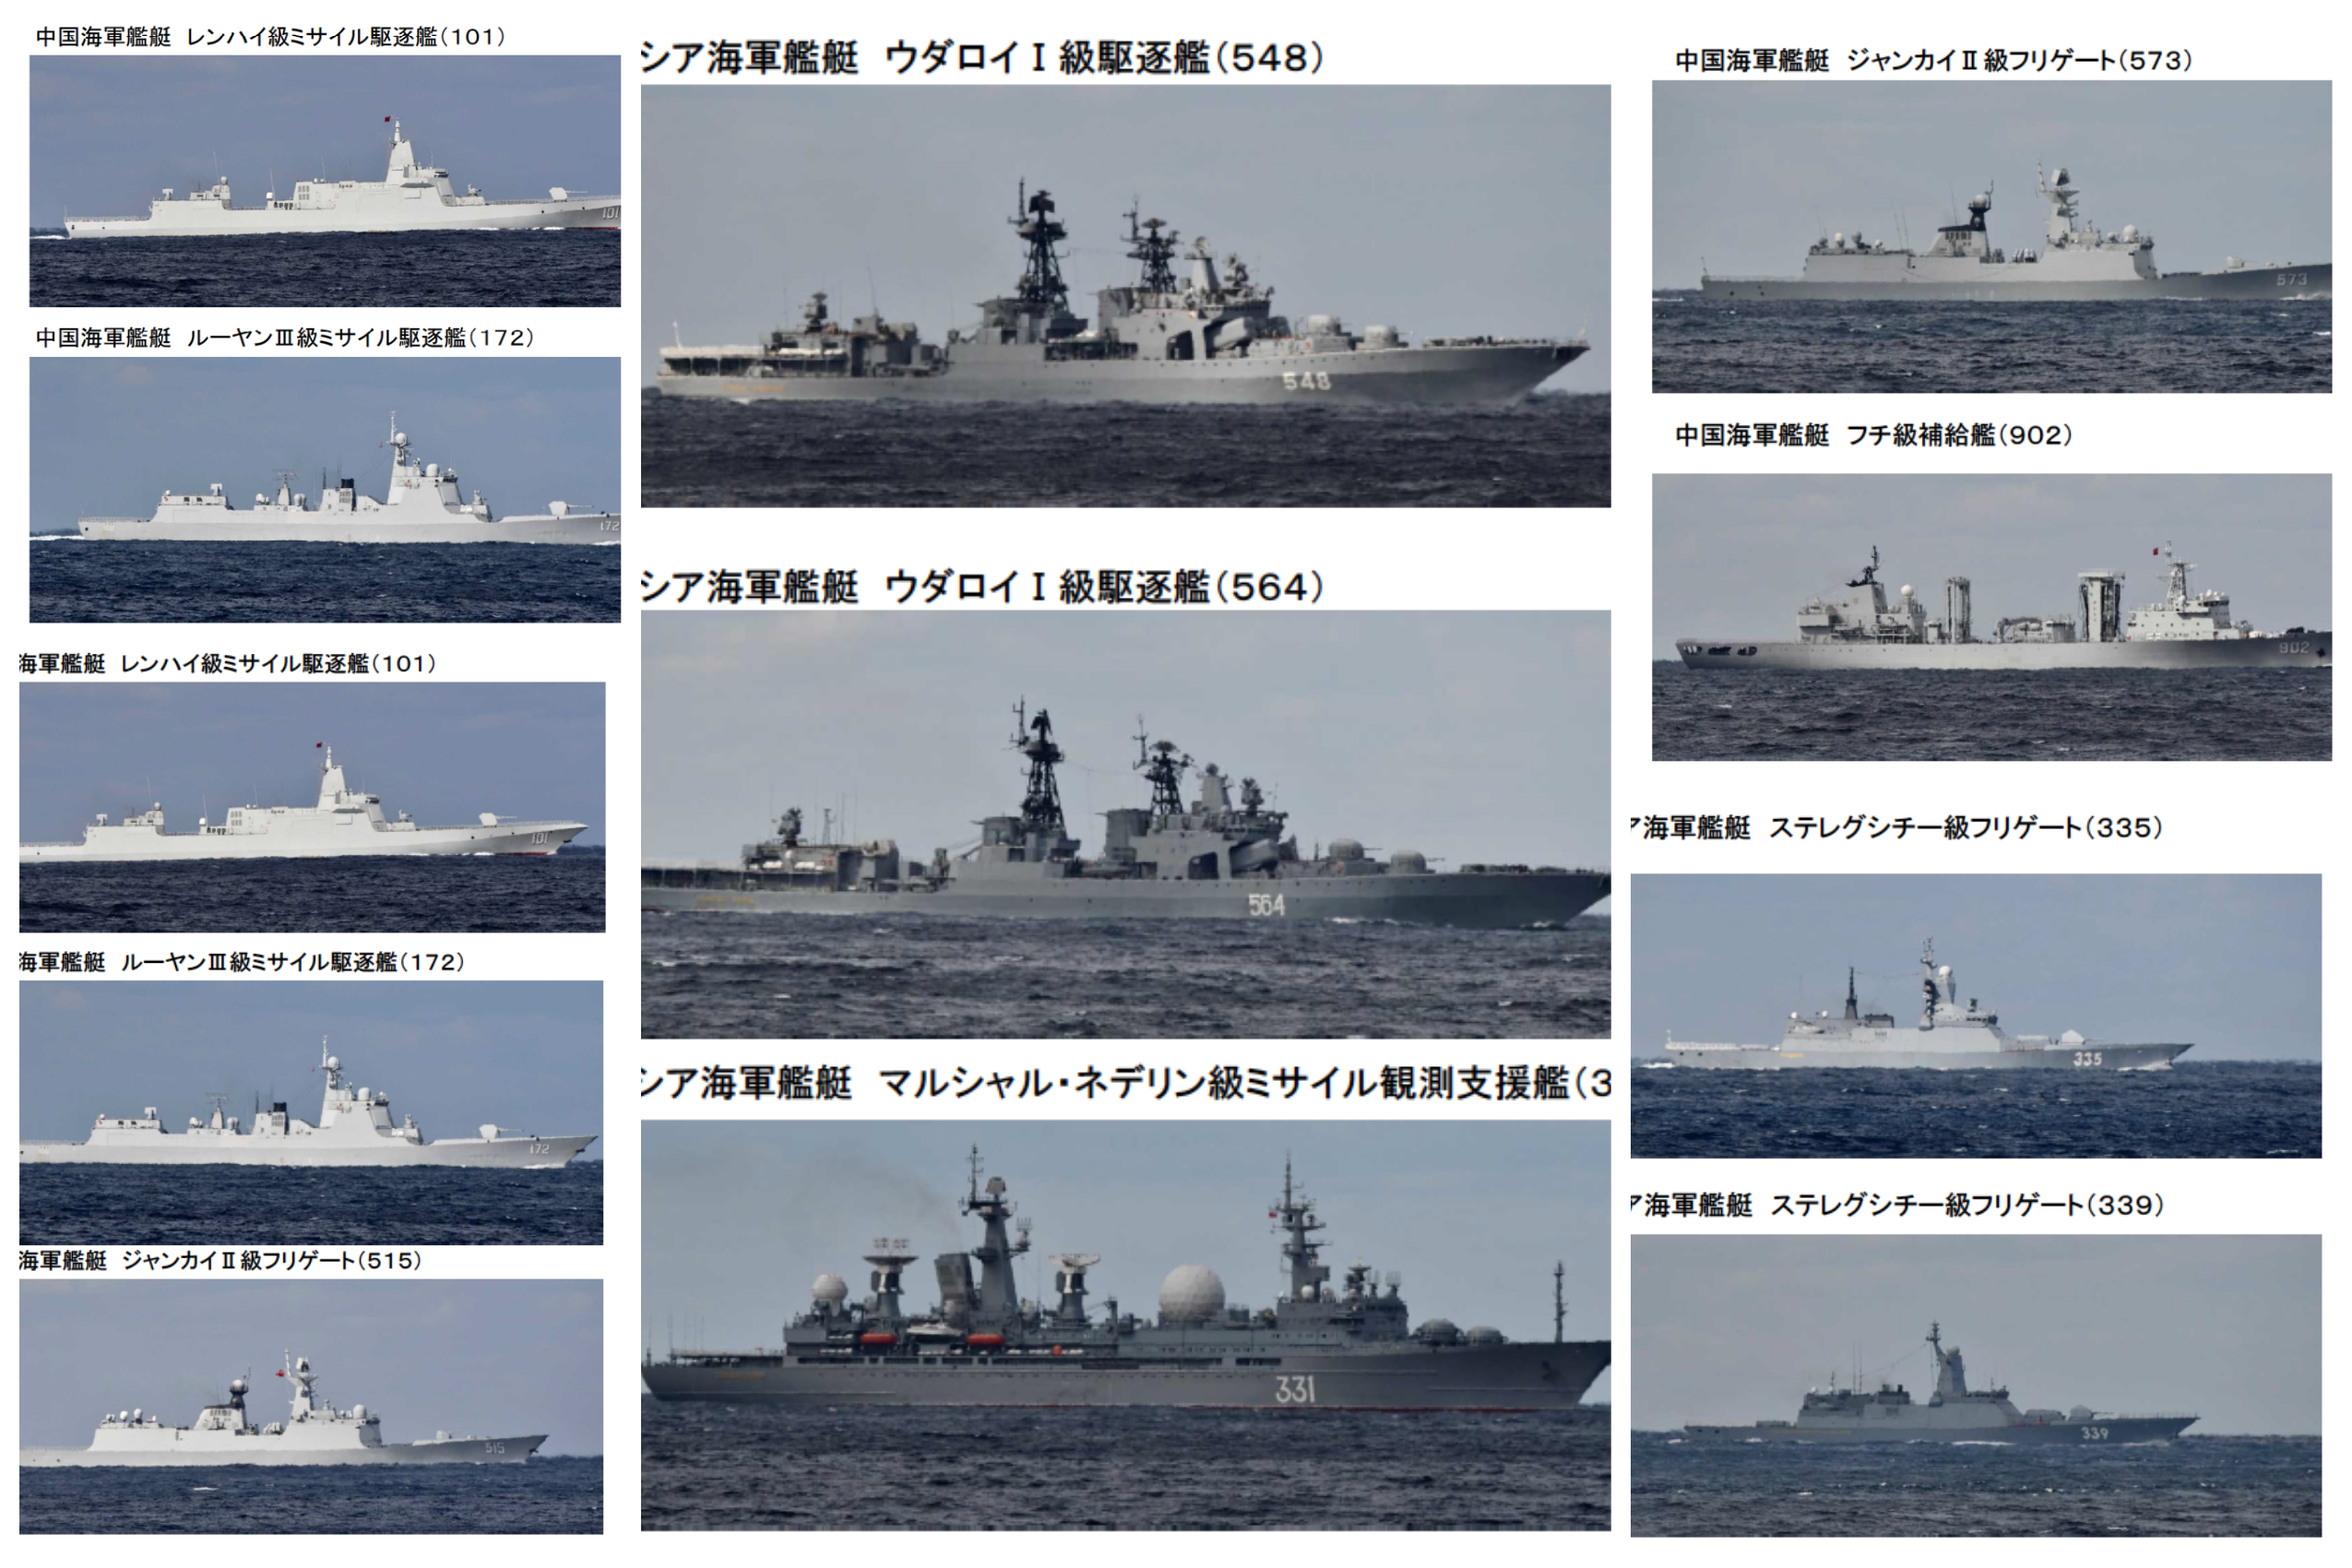 中国海軍艦艇 レンハイ級ミサイル駆逐艦(101)
101
中国海軍艦艇 ルーヤンⅢ級ミサイル駆逐艦(172)
172
海軍艦艇 レンハイ級ミサイル駆逐艦(101)
101
海軍艦艇 ルーヤンⅢ級ミサイル駆逐艦(172)
172
海軍艦艇 ジャンカイⅡ級フリゲート(515)
515
シア海軍艦艇 ウダロイⅠ級駆逐艦(548)
548
シア海軍艦艇 ウダロイⅠ級駆逐艦(564)
564
シア海軍艦艇 マルシャル・ネデリン級ミサイル観測支援艦(3
331
中国海軍艦艇 ジャンカイⅡ級フリゲート(573)
573
中国海軍艦艇 フチ級補給艦(902)
902
ア海軍艦艇 ステレグシチー級フリゲート(335)
335
ア海軍艦艇 ステレグシチー級フリゲート(339)
339